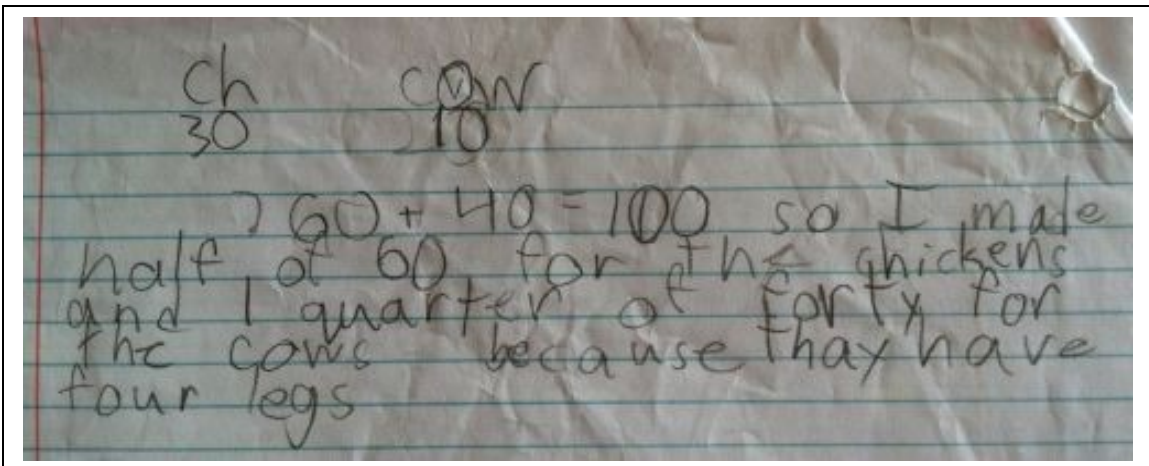 Ch cow
30 10
60 + 40 = 100 so I made
half of 60 for the chickens
and 1 quarter of forty for
the cows because thay have
four legs